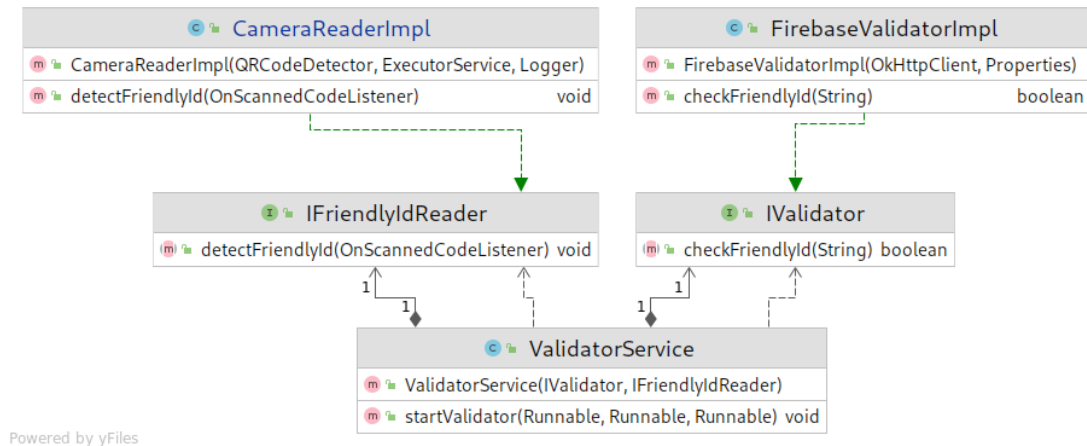 CameraReaderImpl
CameraReaderImpl(QRCodeDetector, ExecutorService, Logger)
detectFriendlyId(OnScannedCodeListener) void
FirebaseValidatorImpl
FirebaseValidatorImpl(OkHttpClient, Properties)
checkFriendlyId(String) boolean
IFriendlyIdReader
detectFriendlyId(OnScannedCodeListener) void
IValidator
checkFriendlyId(String) boolean
1
1
1
1
ValidatorService
ValidatorService(IValidator, IFriendlyIdReader)
startValidator(Runnable, Runnable, Runnable) void
Powered by yFiles